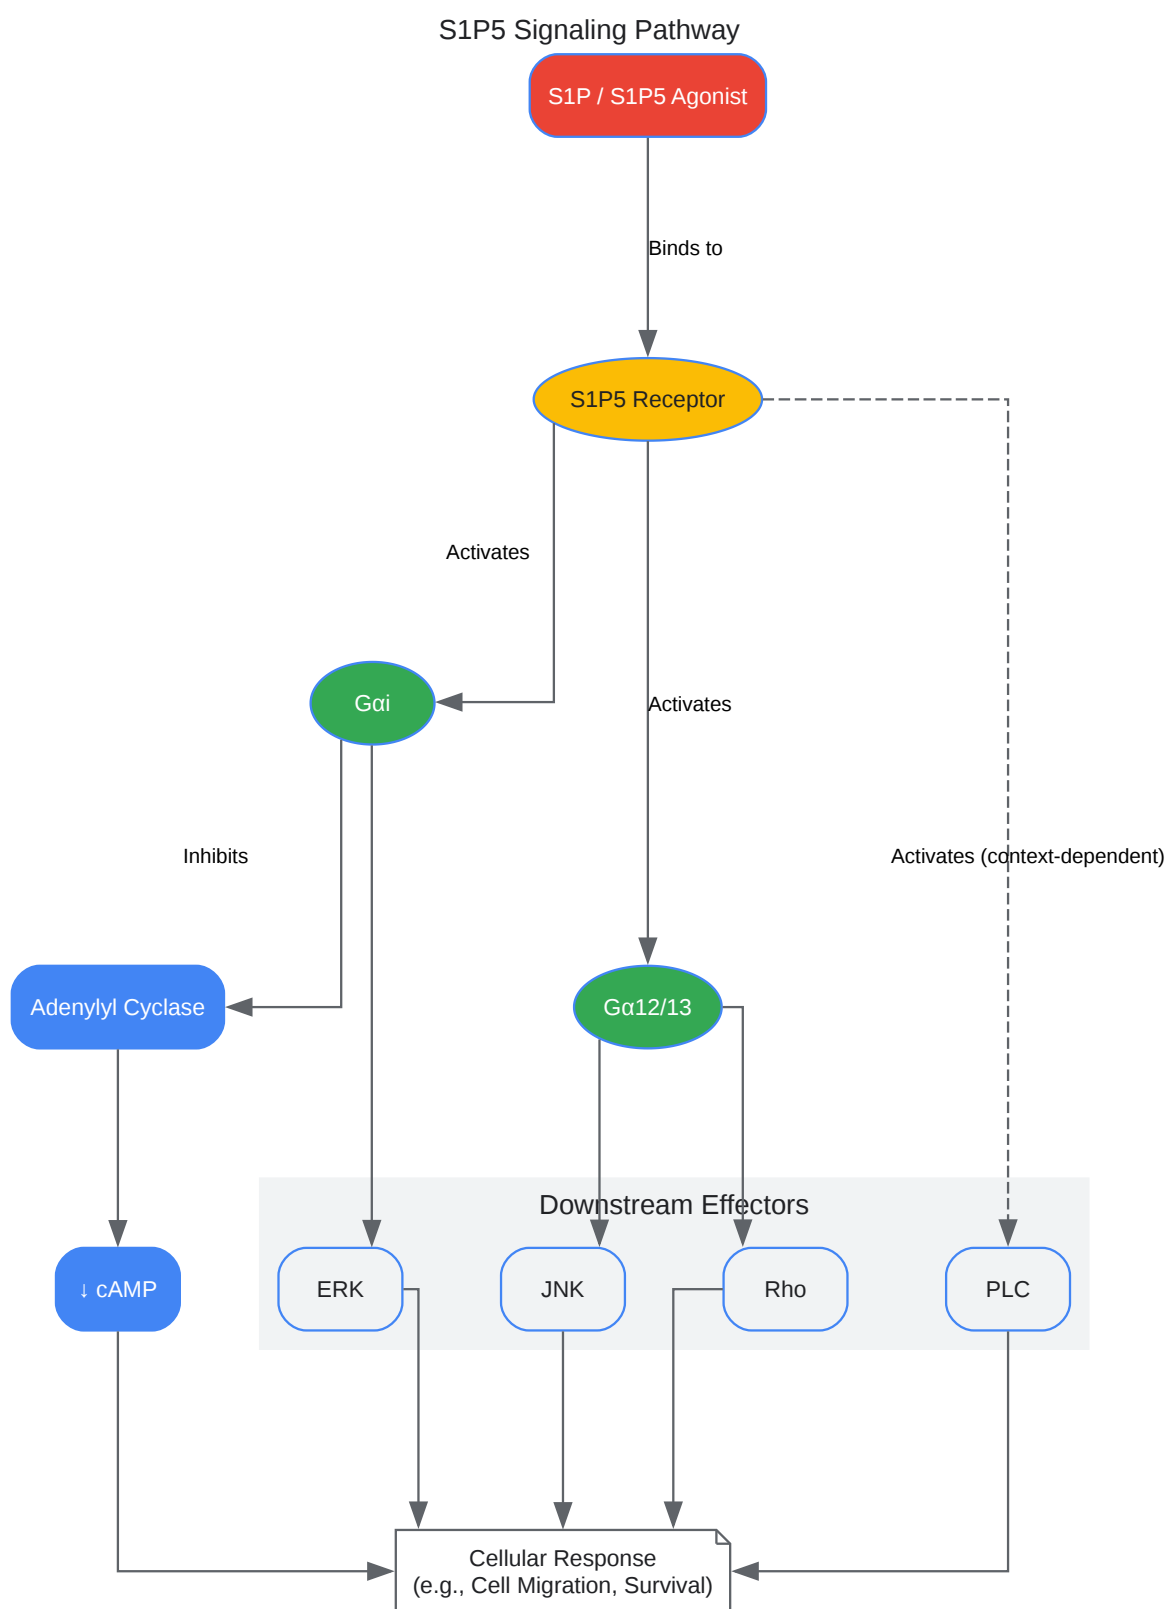 S1P5 Signaling Pathway
S1P / S1P5 Agonist
Binds to
S1P5 Receptor
Activates
Gαi
Activates
Inhibits
Activates (context-dependent)
Adenylyl Cyclase
Gα12/13
Downstream Effectors
↓ cAMP
ERK
JNK
Rho
PLC
Cellular Response
(e.g., Cell Migration, Survival)